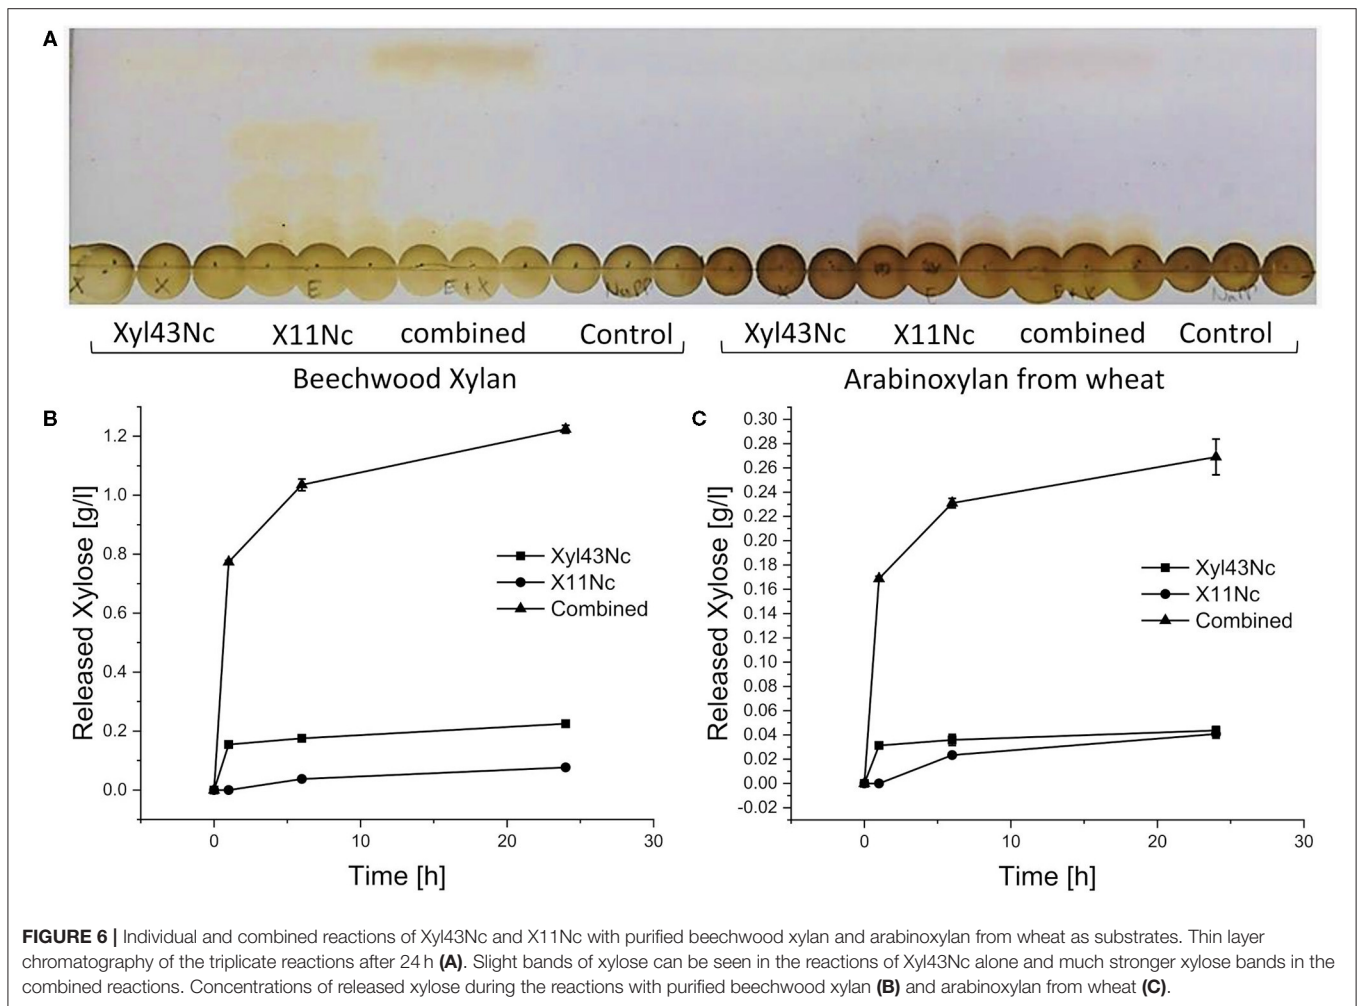 A
X X E E + X NaPP X E E + X NaPP
Xyl43Nc X11Nc combined Control Xyl43Nc X11Nc combined Control
Beechwood Xylan Arabinoxylan from wheat
B
Released Xylose [g/l]
1.2
1.0
0.8
0.6
0.4
0.2
0.0
Xyl43Nc
X11Nc
Combined
0 10 20 30
Time [h]
C
Released Xylose [g/l]
0.30
0.28
0.26
0.24
0.22
0.20
0.18
0.16
0.14
0.12
0.10
0.08
0.06
0.04
0.02
0.00
-0.02
Xyl43Nc
X11Nc
Combined
0 10 20 30
Time [h]
FIGURE 6 | Individual and combined reactions of Xyl43Nc and X11Nc with purified beechwood xylan and arabinoxylan from wheat as substrates. Thin layer
chromatography of the triplicate reactions after 24 h (A). Slight bands of xylose can be seen in the reactions of Xyl43Nc alone and much stronger xylose bands in the
combined reactions. Concentrations of released xylose during the reactions with purified beechwood xylan (B) and arabinoxylan from wheat (C).